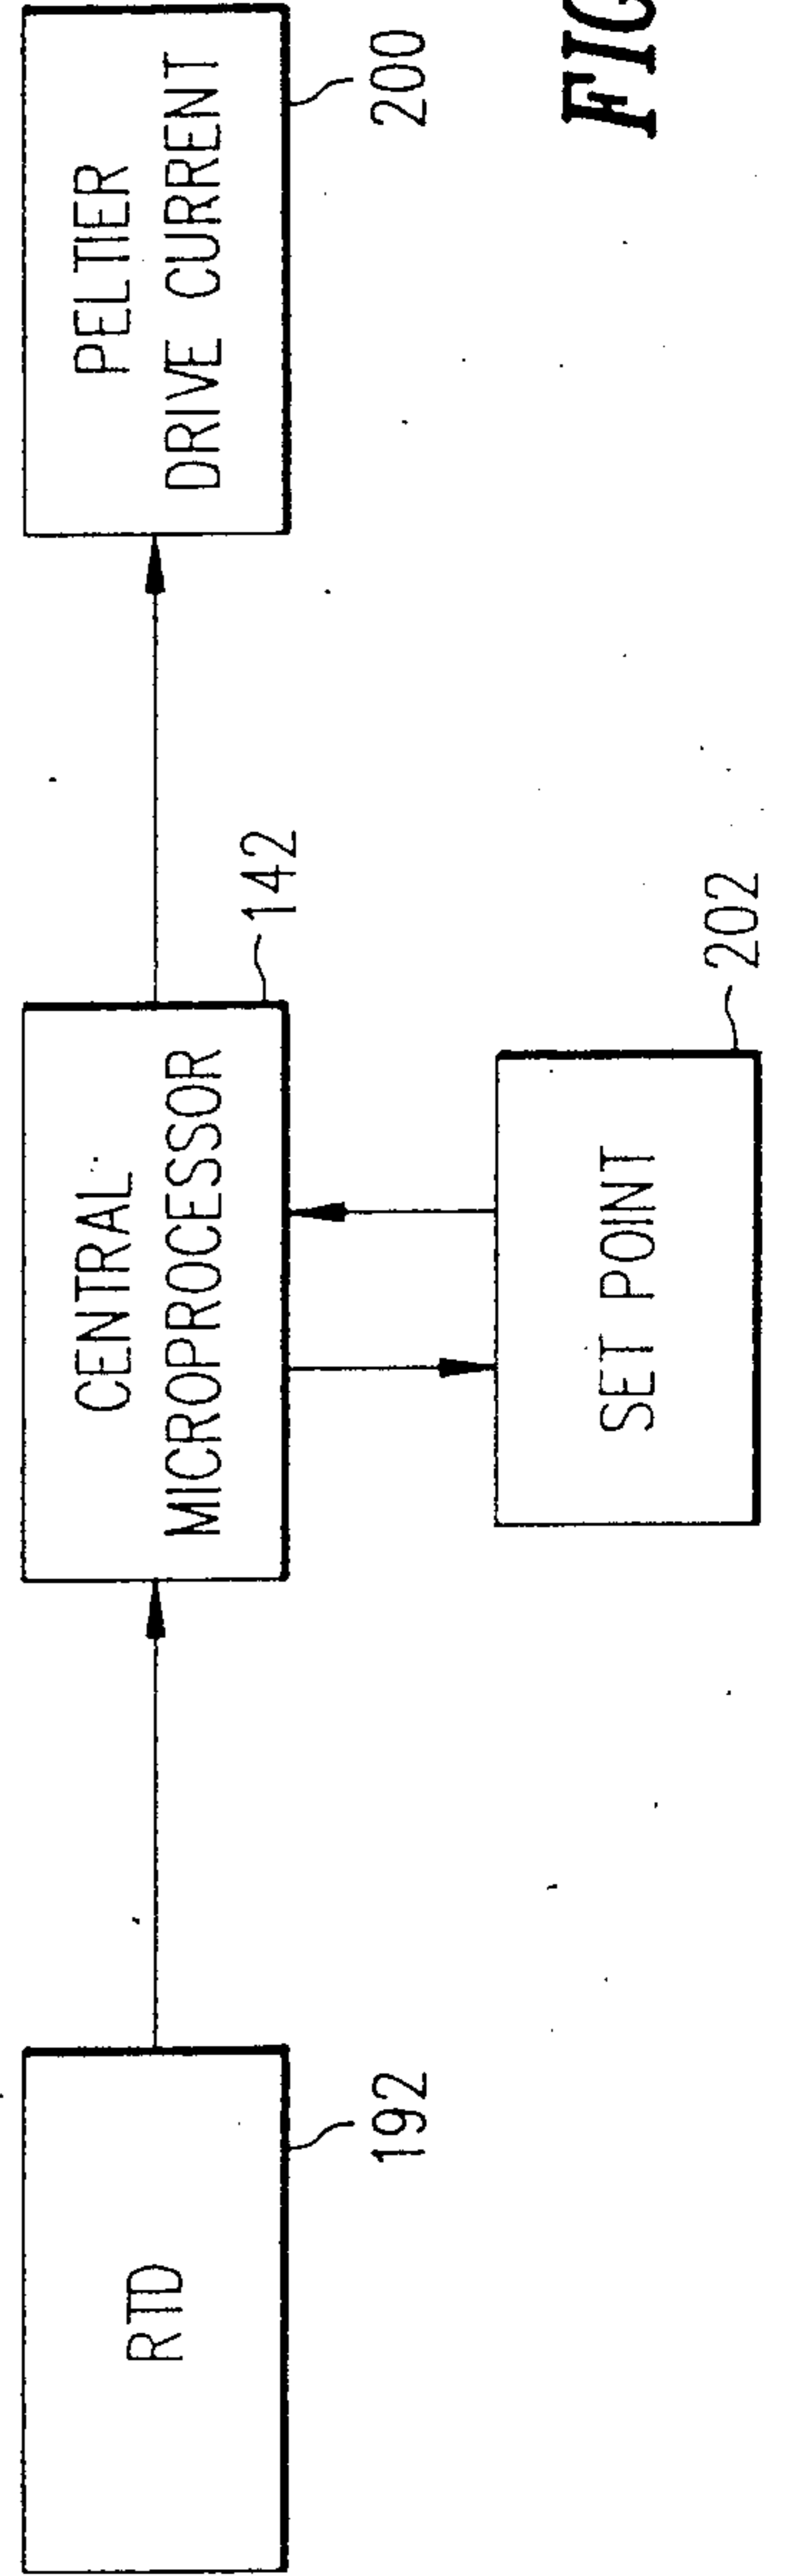 RTD
192
CENTRAL
MICROPROCESSOR
142
SET POINT
202
PELTIER
DRIVE CURRENT
200
FIG